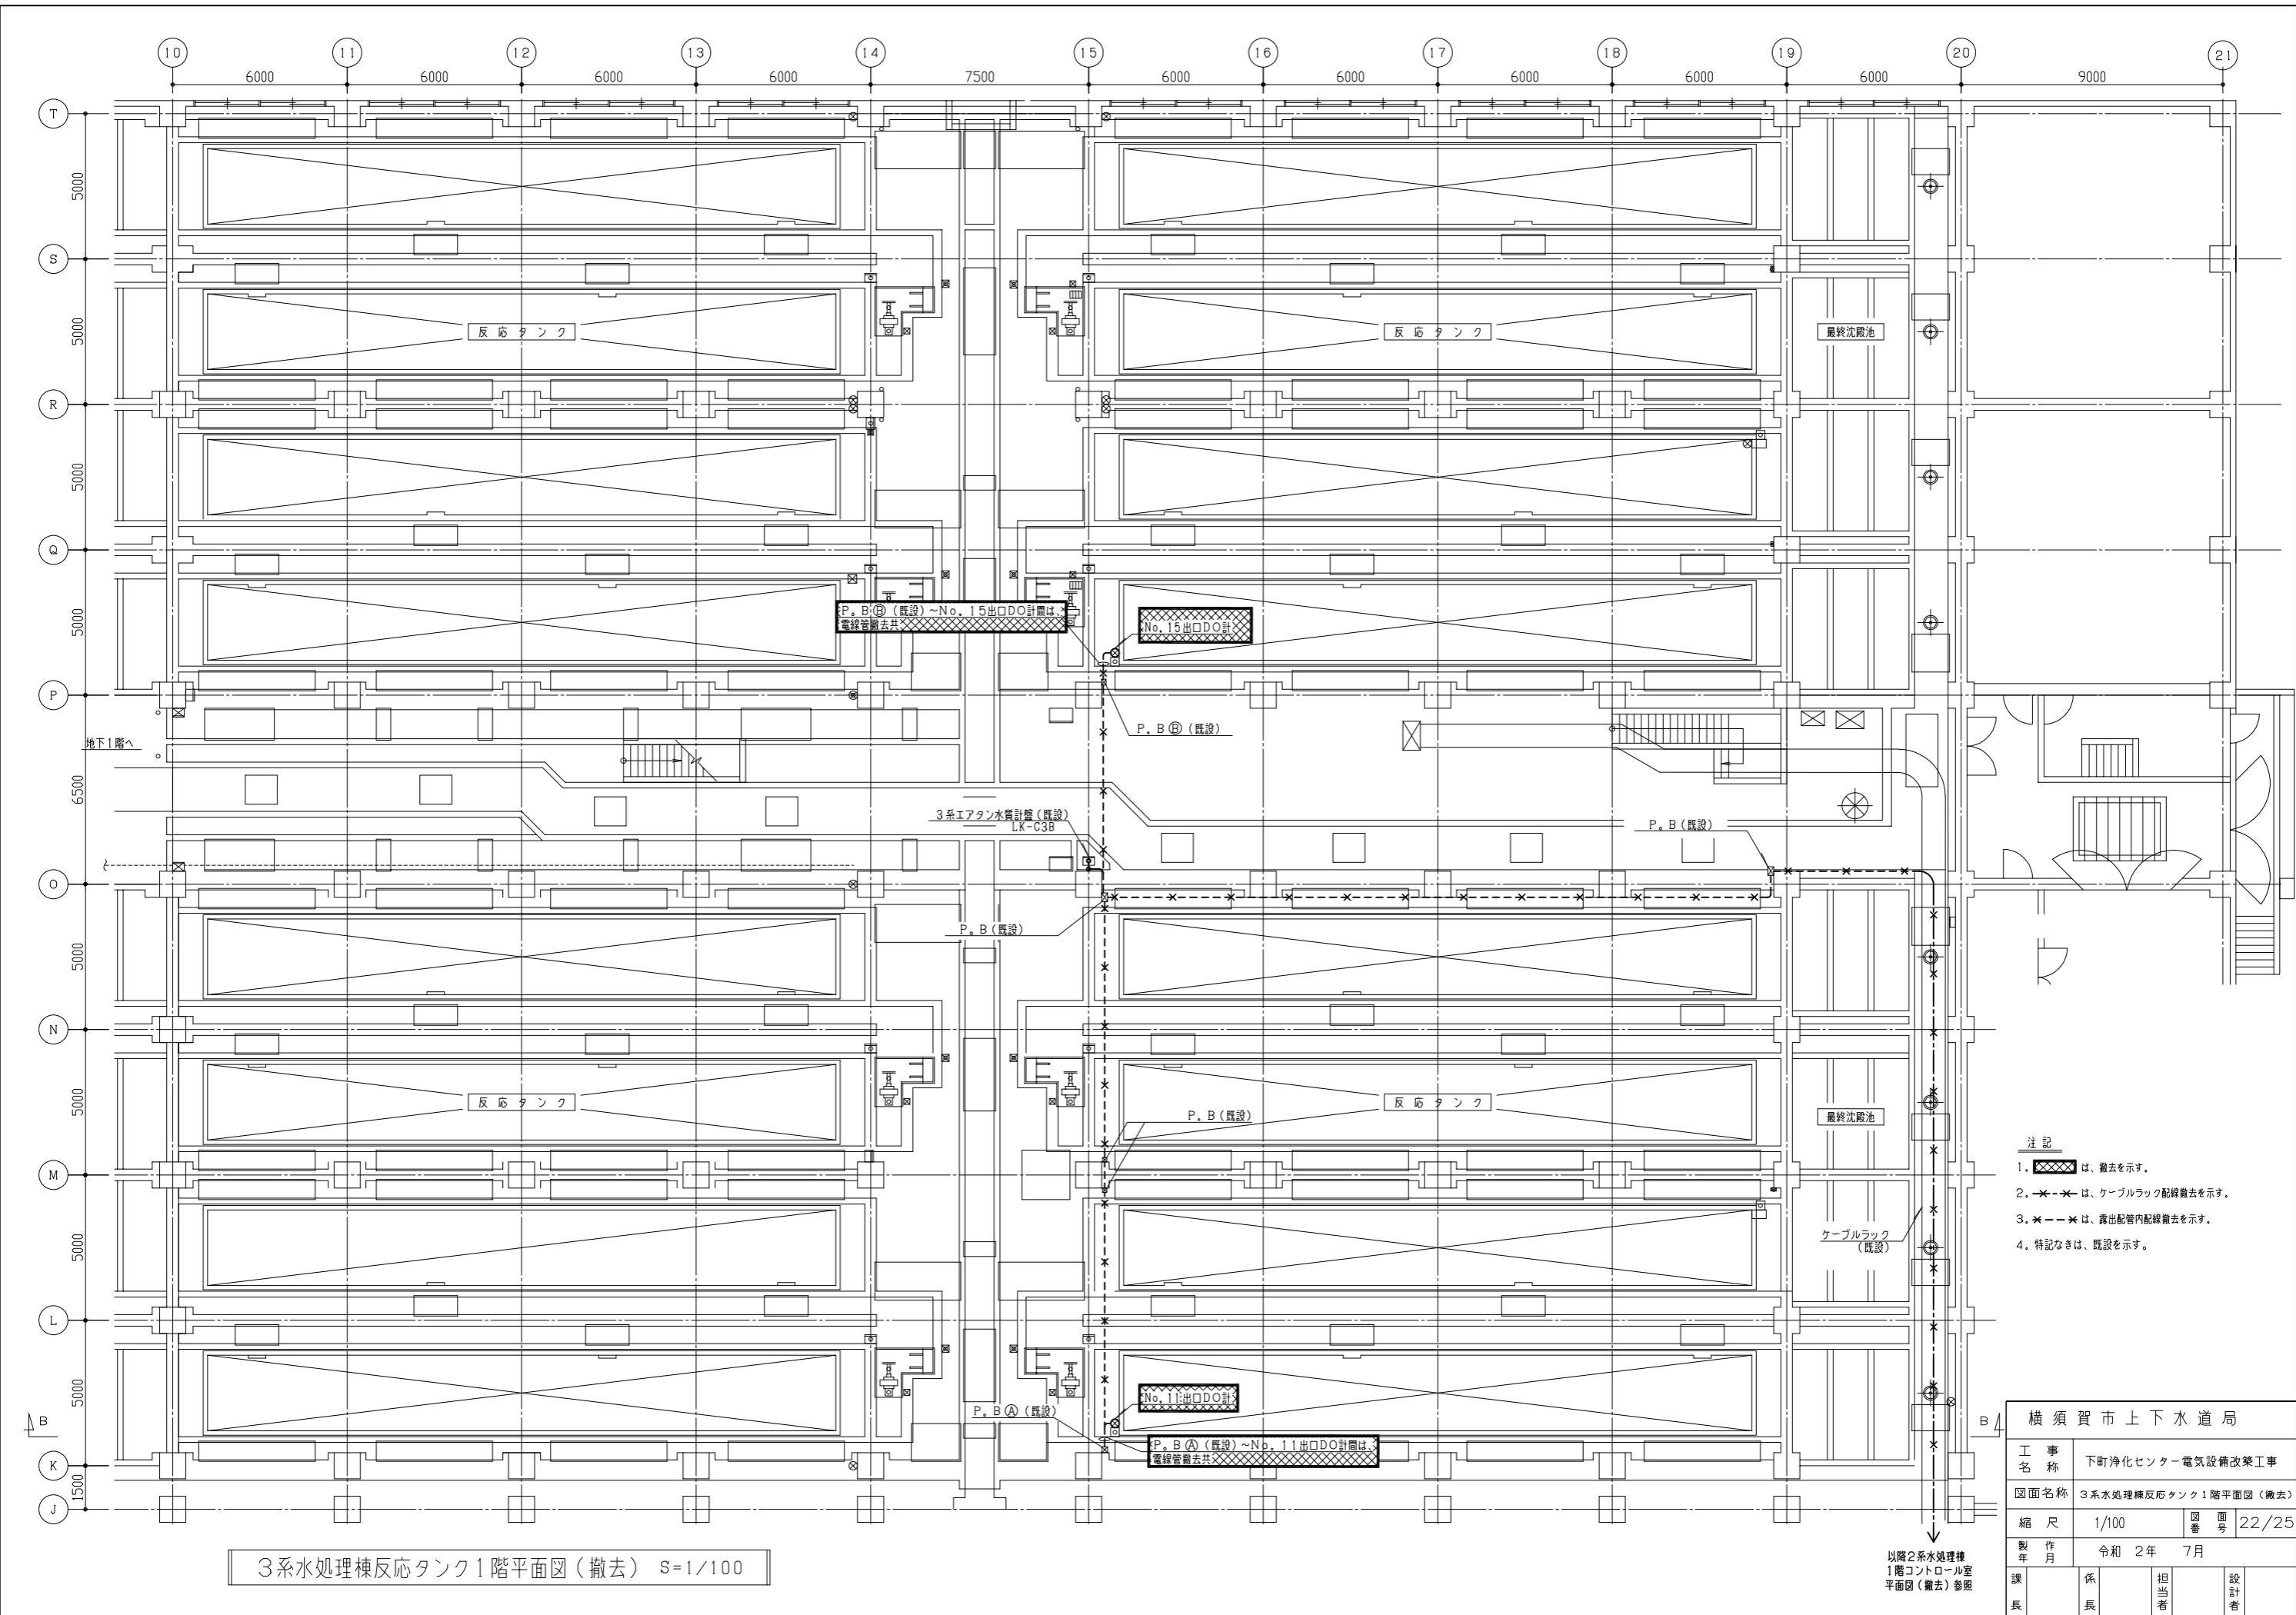 10 11 12 13 14 15 16 17 18 19 20 21
6000 6000 6000 6000 7500 6000 6000 6000 6000 6000 9000
T
5000
S
5000
反応タンク
反応タンク
最終沈殿池
R
5000
Q
5000
P.B Ⓑ (既設)~No.15出口DO計間は、
電線管撤去共
No.15出口DO計
P
P.B Ⓑ (既設)
地下1階へ
6500
3系エアタン水質計盤(既設)
LK-C3B
P.B(既設)
O
P.B(既設)
5000
N
5000
反応タンク
反応タンク
最終沈殿池
P.B(既設)
M
5000
ケーブルラック
(既設)
L
5000
No.11出口DO計
P.B Ⓐ (既設)
P.B Ⓐ (既設)~No.11出口DO計間は、
電線管撤去共
B
B
K
1500
J
注記
1. は、撤去を示す。
2. は、ケーブルラック配線撤去を示す。
3. は、露出配管内配線撤去を示す。
4. 特記なきは、既設を示す。
以降2系水処理棟
1階コントロール室
平面図(撤去)参照
3系水処理棟反応タンク1階平面図(撤去) S=1/100
横須賀市上下水道局
工事名称 下町浄化センター電気設備改築工事
図面名称 3系水処理棟反応タンク1階平面図(撤去)
縮尺 1/100 図面番号 22/25
製作年月 令和 2年 7月
課長 係長 担当者 設計者